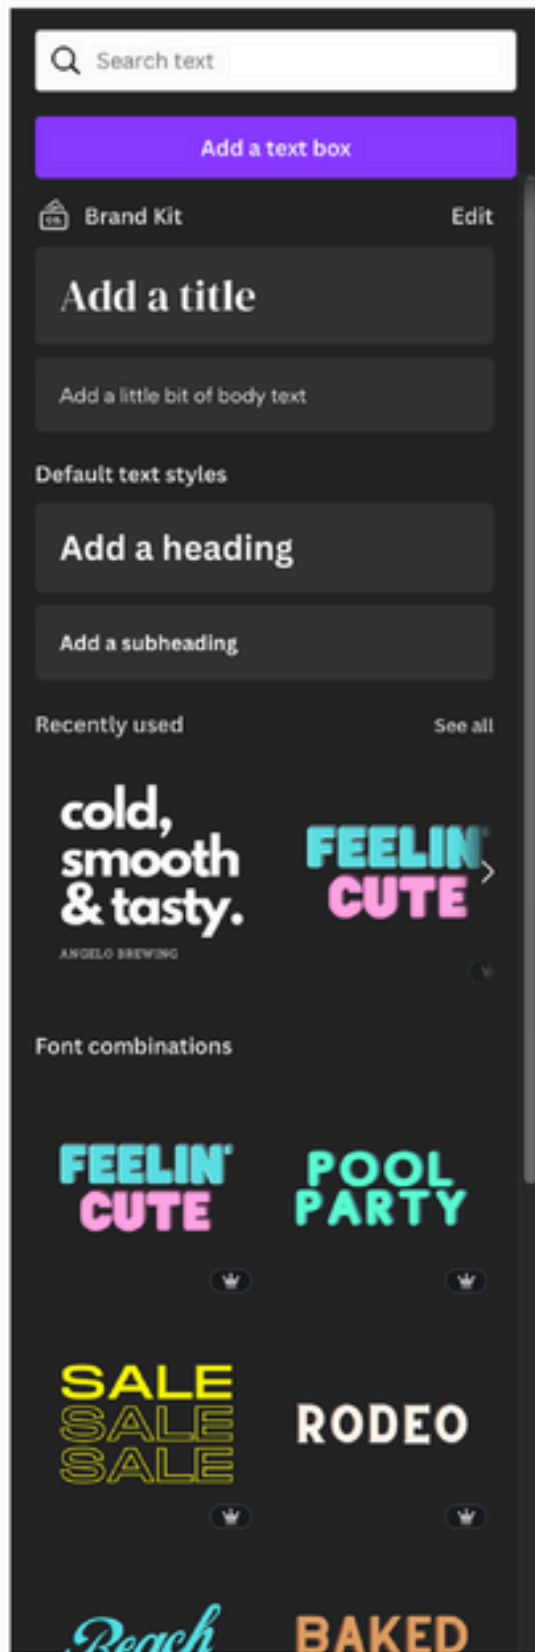 Search text
Add a text box
CO.
Brand Kit
Edit
Add a title
Add a little bit of body text
Default text styles
Add a heading
Add a subheading
Recently used
See all
cold,
smooth
& tasty.
ANGELO BREWING
FEELIN'
CUTE
Font combinations
FEELIN'
CUTE
POOL
PARTY
SALE
SALE
SALE
RODEO
Beach
BAKED